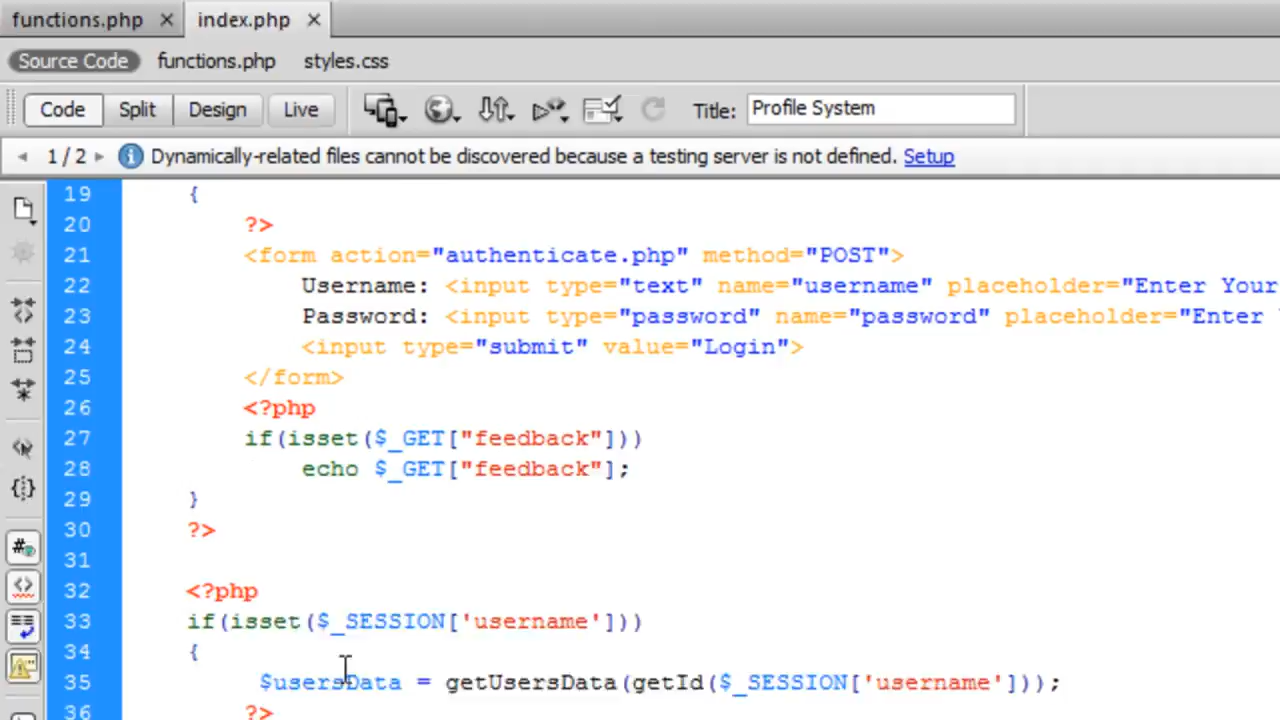 functions.php × index.php ×
Source Code functions.php styles.css
Code Split Design Live Title: Profile System
1 / 2 Dynamically-related files cannot be discovered because a testing server is not defined. Setup
19 {
20 ?>
21 <form action="authenticate.php" method="POST">
22 Username: <input type="text" name="username" placeholder="Enter Your
23 Password: <input type="password" name="password" placeholder="Enter
24 <input type="submit" value="Login">
25 </form>
26 <?php
27 if(isset($_GET["feedback"]))
28 echo $_GET["feedback"];
29 }
30 ?>
31
32 <?php
33 if(isset($_SESSION['username']))
34 {
35 $usersData = getUsersData(getId($_SESSION['username']));
36 ?>